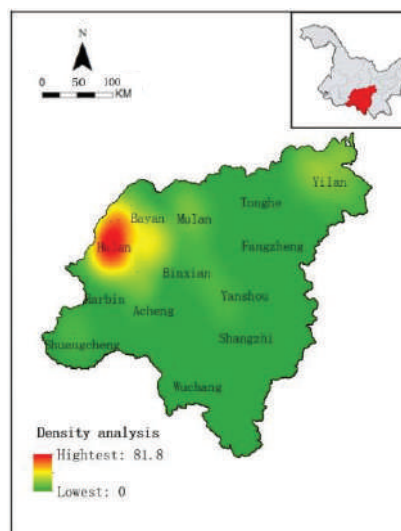 N
0 50 100
KM
Yilan
Tonghe
Bayan
Mulan
Hulan
Fangzheng
Binxian
Yanshou
Harbin
Acheng
Shangzhi
Shuangcheng
Wuchang
Density analysis
Hightest: 81.8
Lowest: 0